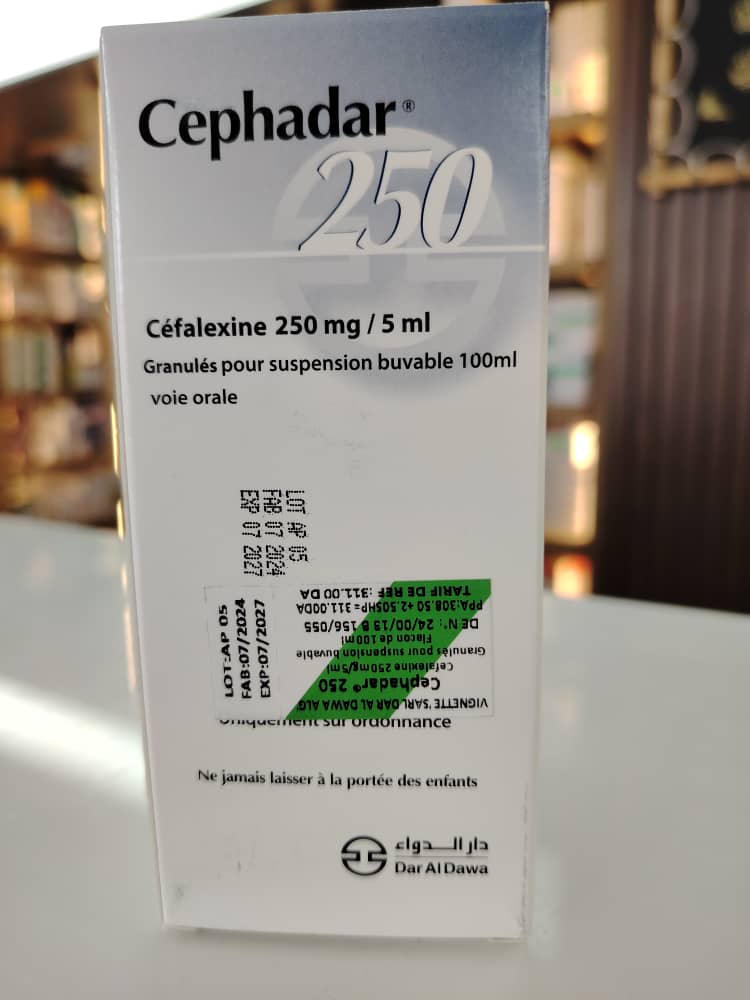 Cephadar®
250
Céfalexine 250 mg / 5 ml
Granulés pour suspension buvable 100ml
voie orale
LOT AP 05
FAB 07 2024
EXP 07 2027
LOT:AP 05
FAB:07/2024
EXP:07/2027
VIGNETTE SARL DAR AL DAWA ALG
Cephadar® 250
Cefalexine 250mg/5ml
Granulés pour suspension buvable
Flacon de 100ml
DE N°: 24/00/13 B 156/055
PPA:308.50 +2.50SHP= 311.00DA
TARIF DE REF :311.00 DA
Uniquement sur ordonnance
Ne jamais laisser à la portée des enfants
دار الدواء
Dar Al Dawa